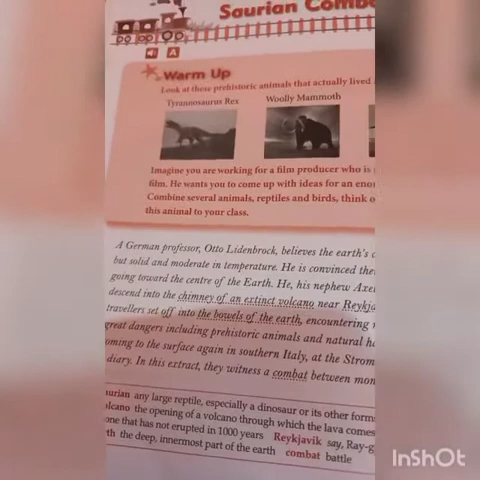 Saurian Comb
A
Warm Up
Look at these prehistoric animals that actually lived
Tyrannosaurus Rex
Woolly Mammoth
Imagine you are working for a film producer who is
film. He wants you to come up with ideas for an eno
Combine several animals, reptiles and birds, think o
this animal to your class.
A German professor, Otto Lidenbrock, believes the earth's
but solid and moderate in temperature. He is convinced the
going toward the centre of the Earth. He, his nephew Axe
descend into the chimney of an extinct volcano near Reykja
travellers set off into the bowels of the earth, encountering
great dangers including prehistoric animals and natural ha
oming to the surface again in southern Italy, at the Strom
diary. In this extract, they witness a combat between mon
urian any large reptile, especially a dinosaur or its other form
lcano the opening of a volcano through which the lava comes
one that has not erupted in 1000 years Reykjavik say, Ray-g
th the deep, innermost part of the earth combat battle
InShOt